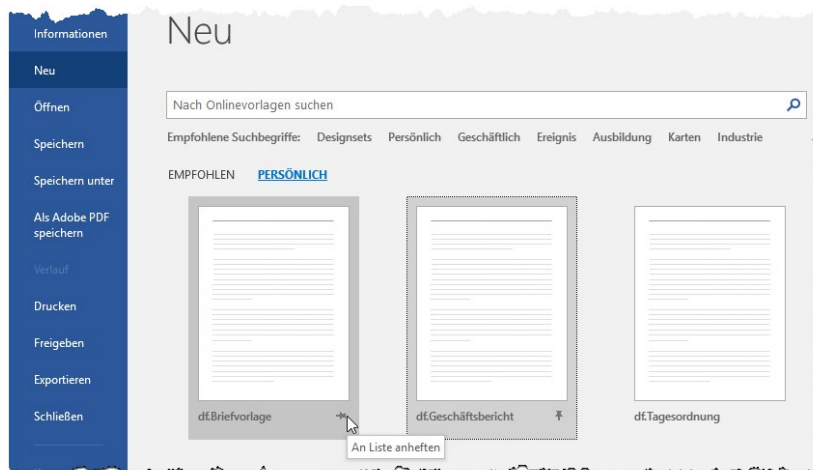 Informationen
Neu
Öffnen
Speichern
Speichern unter
Als Adobe PDF
speichern
Verlauf
Drucken
Freigeben
Exportieren
Schließen
Neu
Nach Onlinevorlagen suchen
Empfohlene Suchbegriffe: Designsets Persönlich Geschäftlich Ereignis Ausbildung Karten Industrie
EMPFOHLEN PERSÖNLICH
df.Briefvorlage df.Geschäftsbericht df.Tagesordnung
An Liste anheften